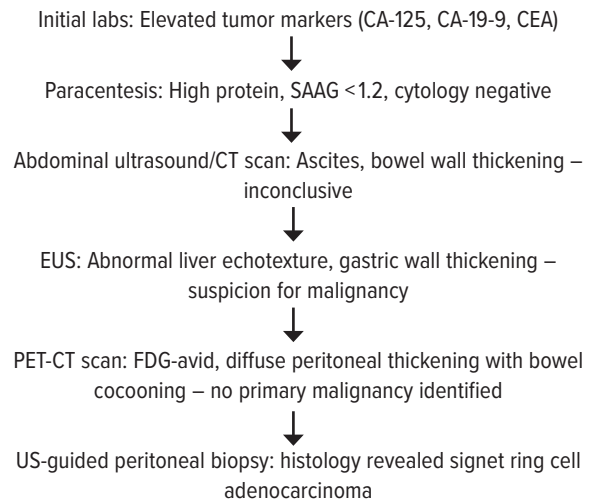 Initial labs: Elevated tumor markers (CA-125, CA-19-9, CEA)
Paracentesis: High protein, SAAG <1.2, cytology negative
Abdominal ultrasound/CT scan: Ascites, bowel wall thickening –
inconclusive
EUS: Abnormal liver echotexture, gastric wall thickening –
suspicion for malignancy
PET-CT scan: FDG-avid, diffuse peritoneal thickening with bowel
cocooning – no primary malignancy identified
US-guided peritoneal biopsy: histology revealed signet ring cell
adenocarcinoma